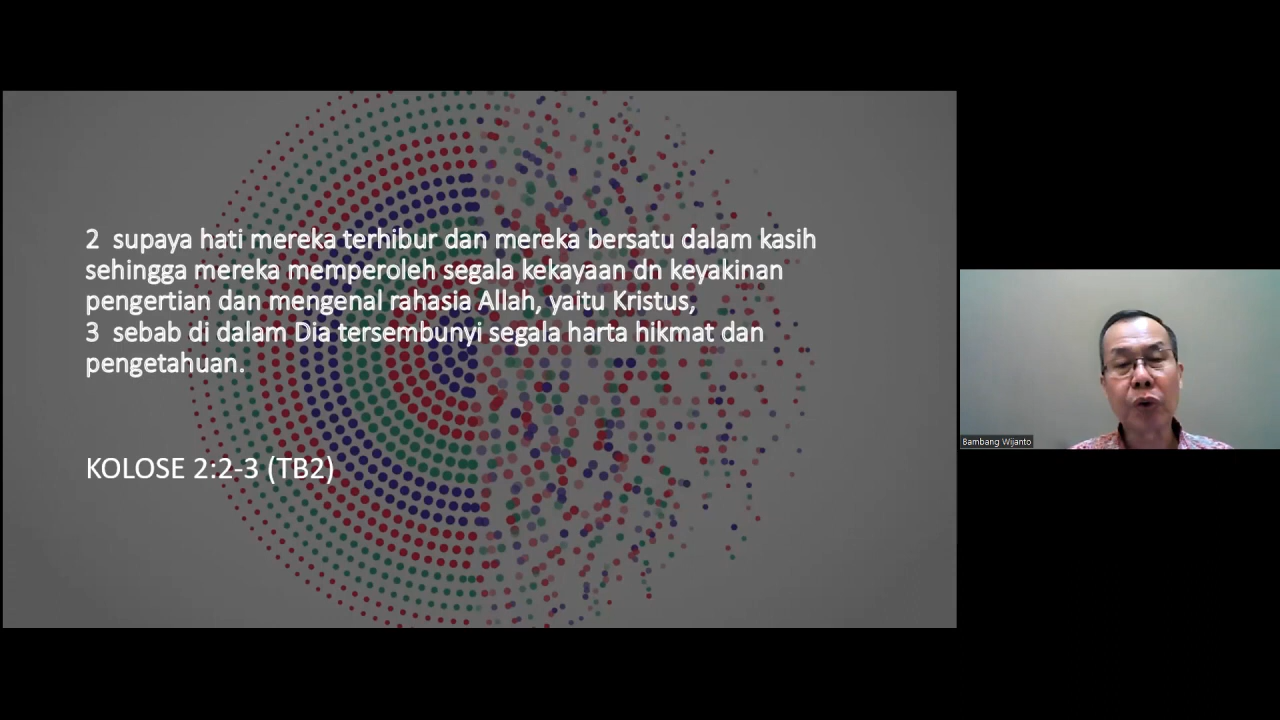 2 supaya hati mereka terhibur dan mereka bersatu dalam kasih
sehingga mereka memperoleh segala kekayaan dn keyakinan
pengertian dan mengenal rahasia Allah, yaitu Kristus,
3 sebab di dalam Dia tersembunyi segala harta hikmat dan
pengetahuan.
KOLOSE 2:2-3 (TB2)
Bambang Wijanto